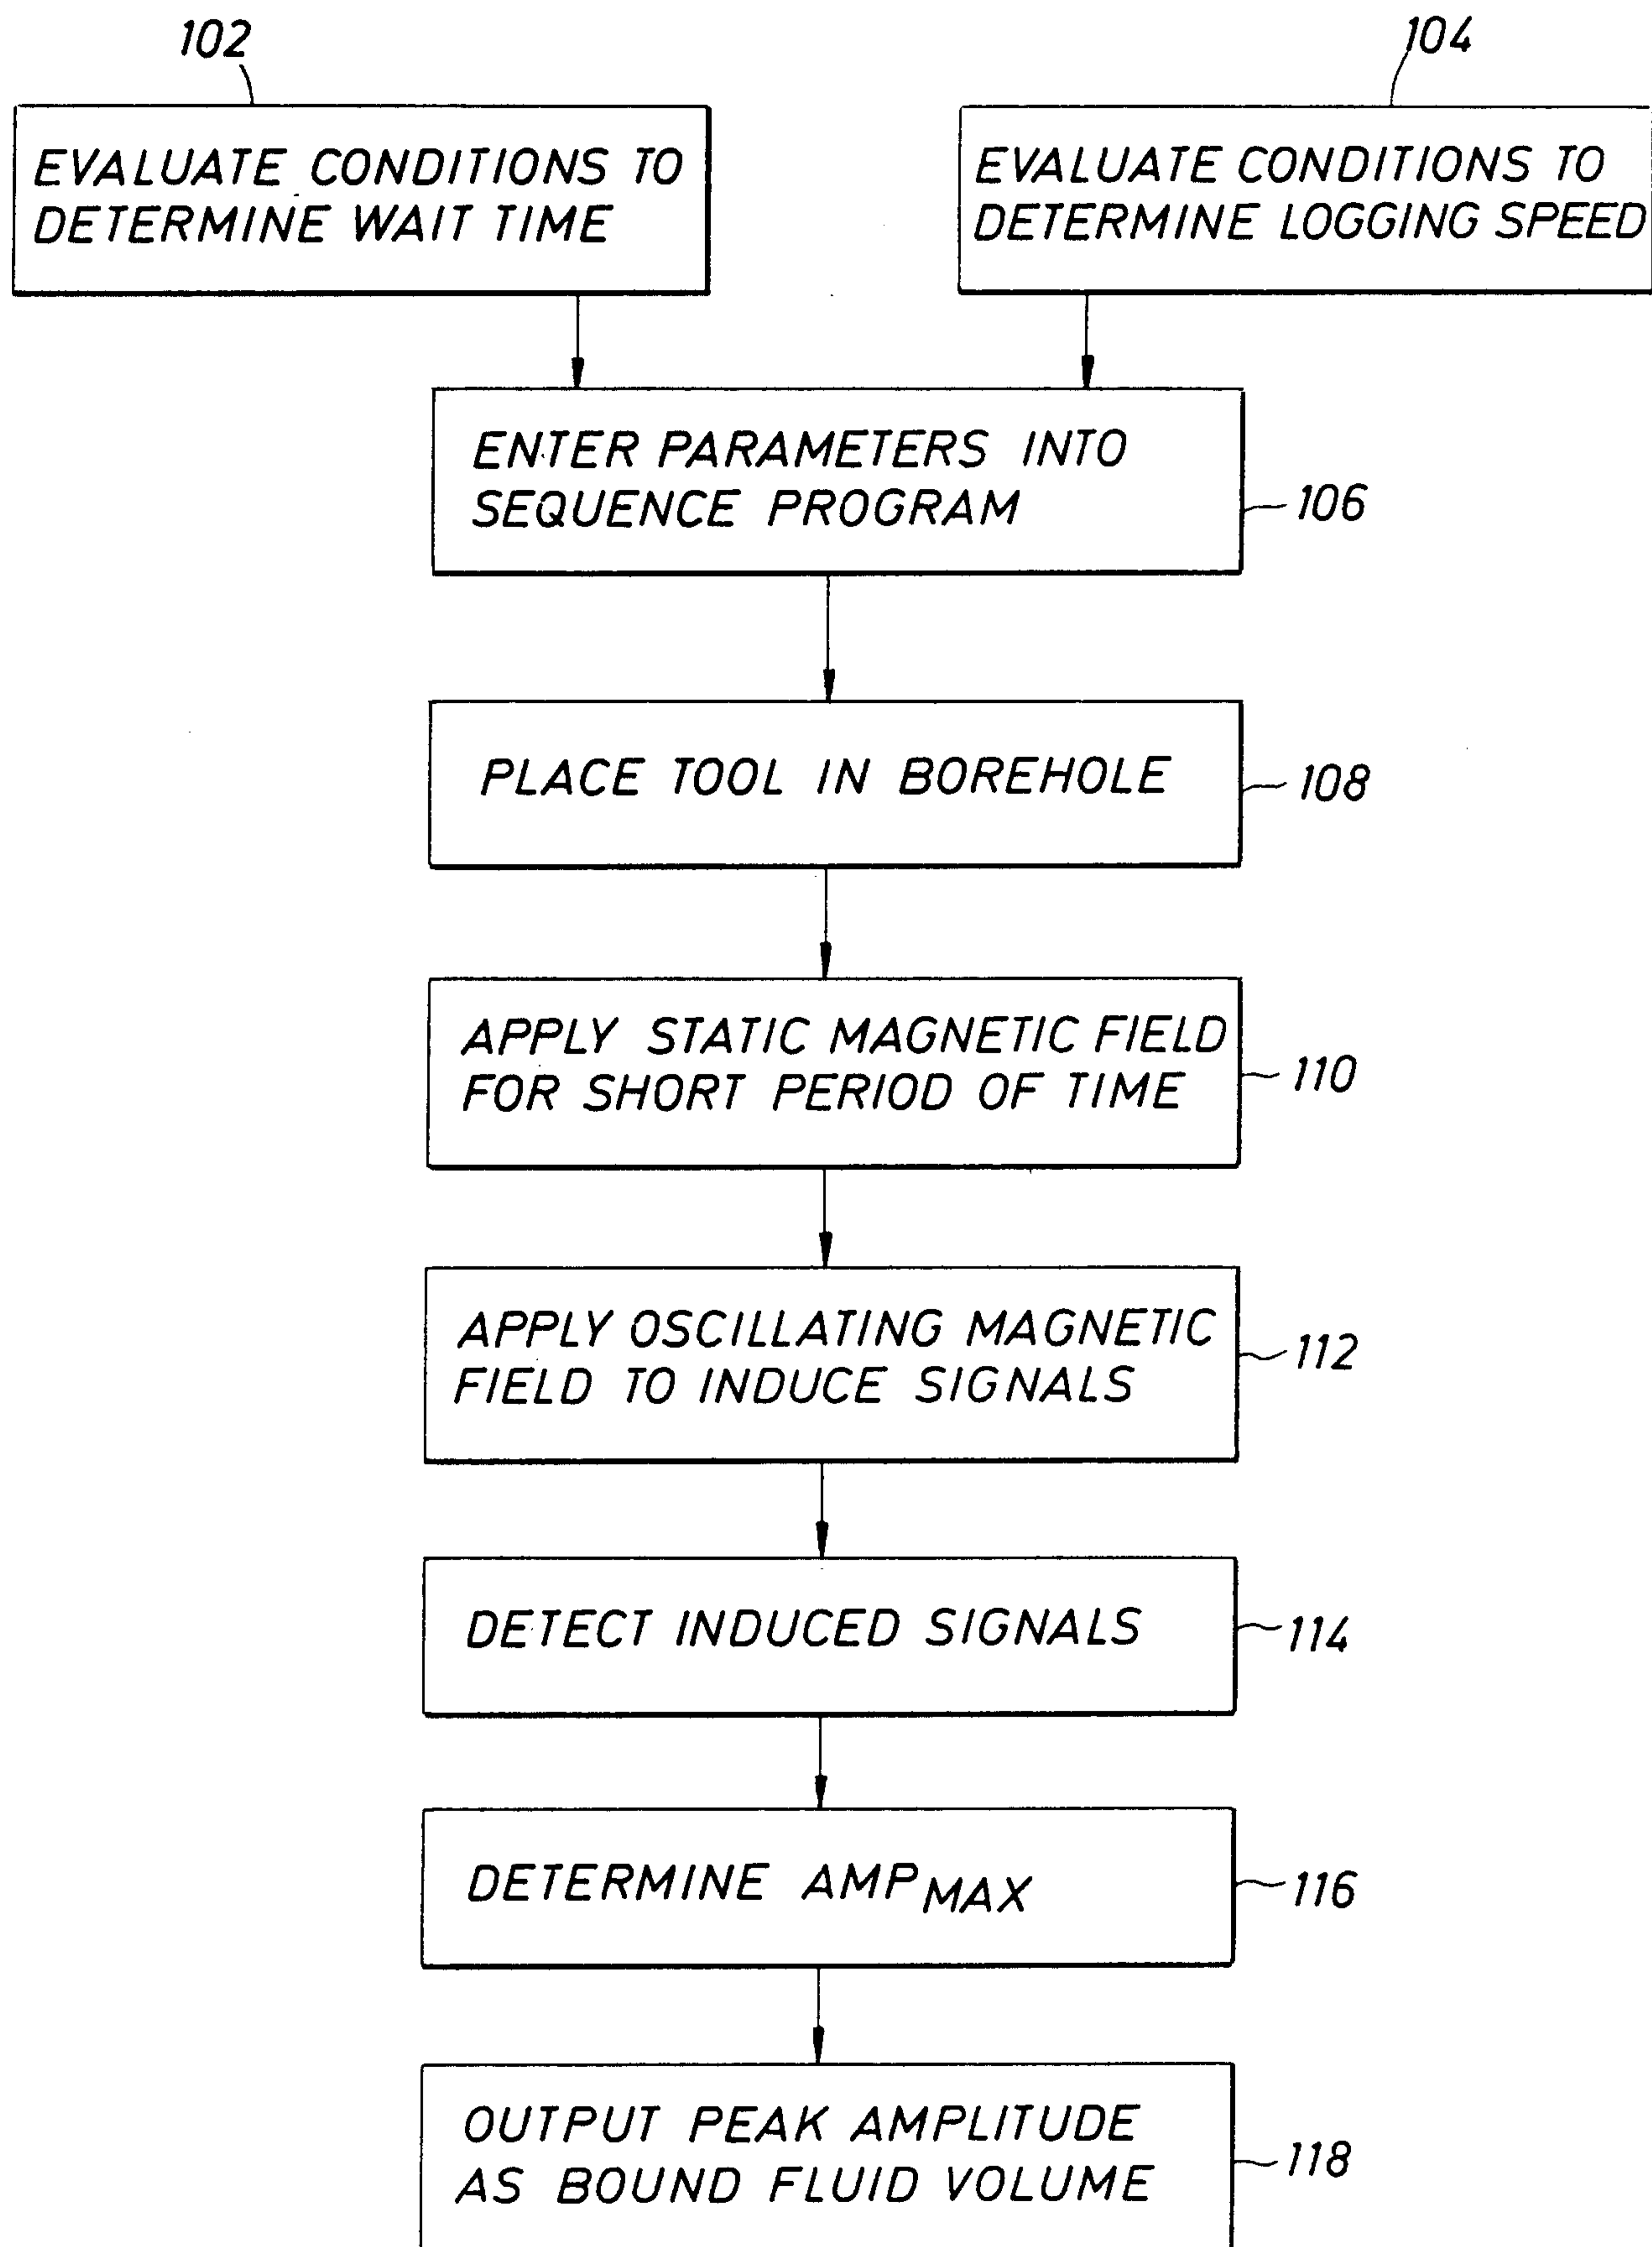 102
EVALUATE CONDITIONS TO
DETERMINE WAIT TIME
104
EVALUATE CONDITIONS TO
DETERMINE LOGGING SPEED
ENTER PARAMETERS INTO
SEQUENCE PROGRAM
106
PLACE TOOL IN BOREHOLE
108
APPLY STATIC MAGNETIC FIELD
FOR SHORT PERIOD OF TIME
110
APPLY OSCILLATING MAGNETIC
FIELD TO INDUCE SIGNALS
112
DETECT INDUCED SIGNALS
114
DETERMINE AMPMAX
116
OUTPUT PEAK AMPLITUDE
AS BOUND FLUID VOLUME
118